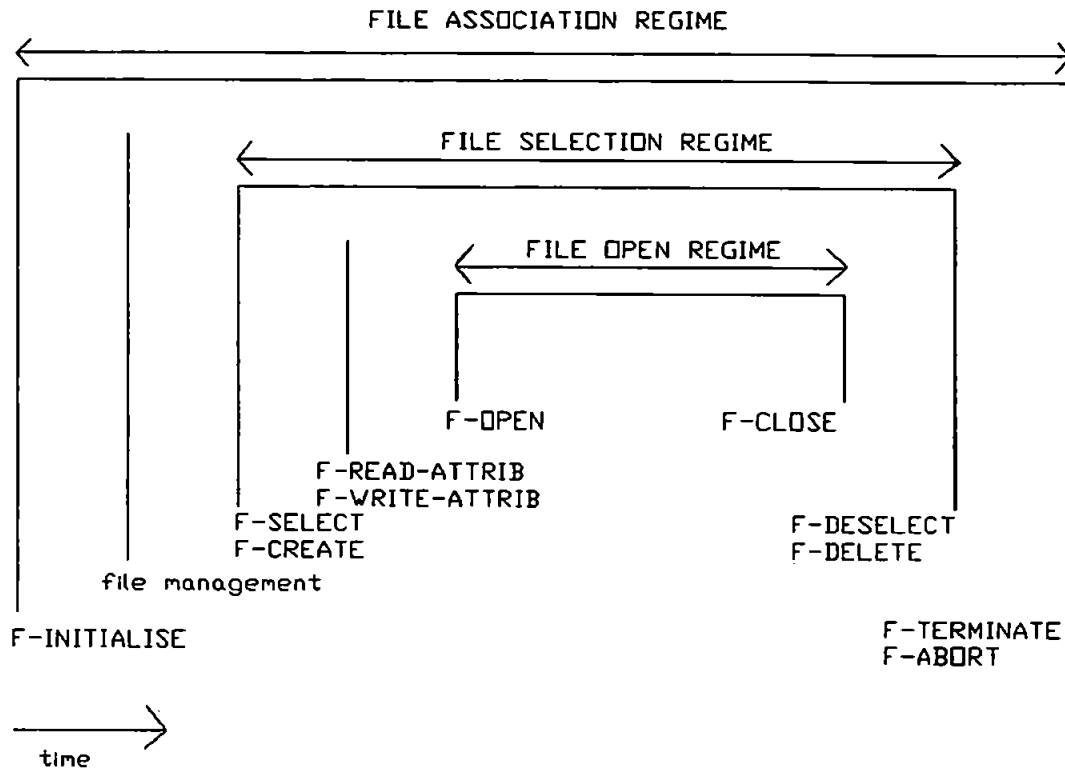 FILE ASSOCIATION REGIME
FILE SELECTION REGIME
FILE OPEN REGIME
F-OPEN
F-CLOSE
F-READ-ATTRIB
F-WRITE-ATTRIB
F-SELECT
F-CREATE
F-DESELECT
F-DELETE
file management
F-INITIALISE
F-TERMINATE
F-ABORT
time